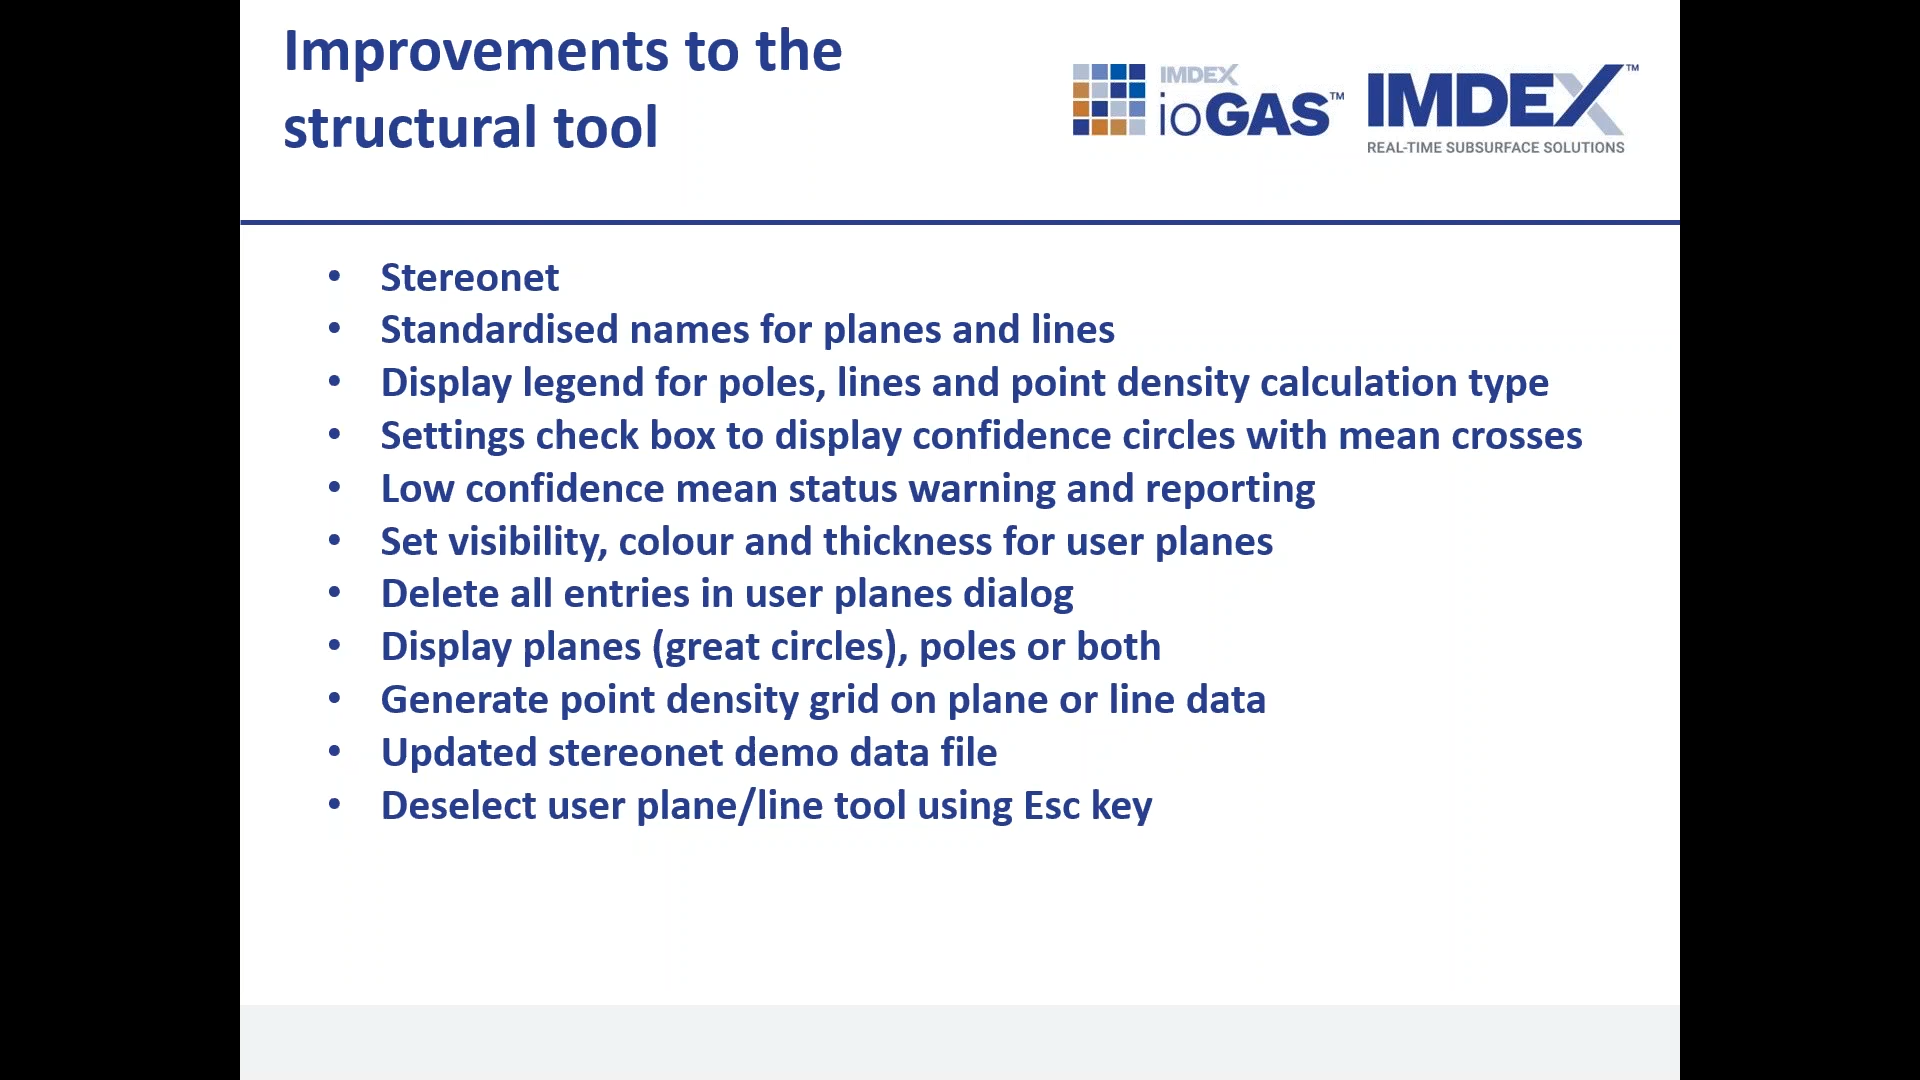 Improvements to the
structural tool
IMDEX
ioGAS™
IMDEX™
REAL-TIME SUBSURFACE SOLUTIONS
• Stereonet
• Standardised names for planes and lines
• Display legend for poles, lines and point density calculation type
• Settings check box to display confidence circles with mean crosses
• Low confidence mean status warning and reporting
• Set visibility, colour and thickness for user planes
• Delete all entries in user planes dialog
• Display planes (great circles), poles or both
• Generate point density grid on plane or line data
• Updated stereonet demo data file
• Deselect user plane/line tool using Esc key